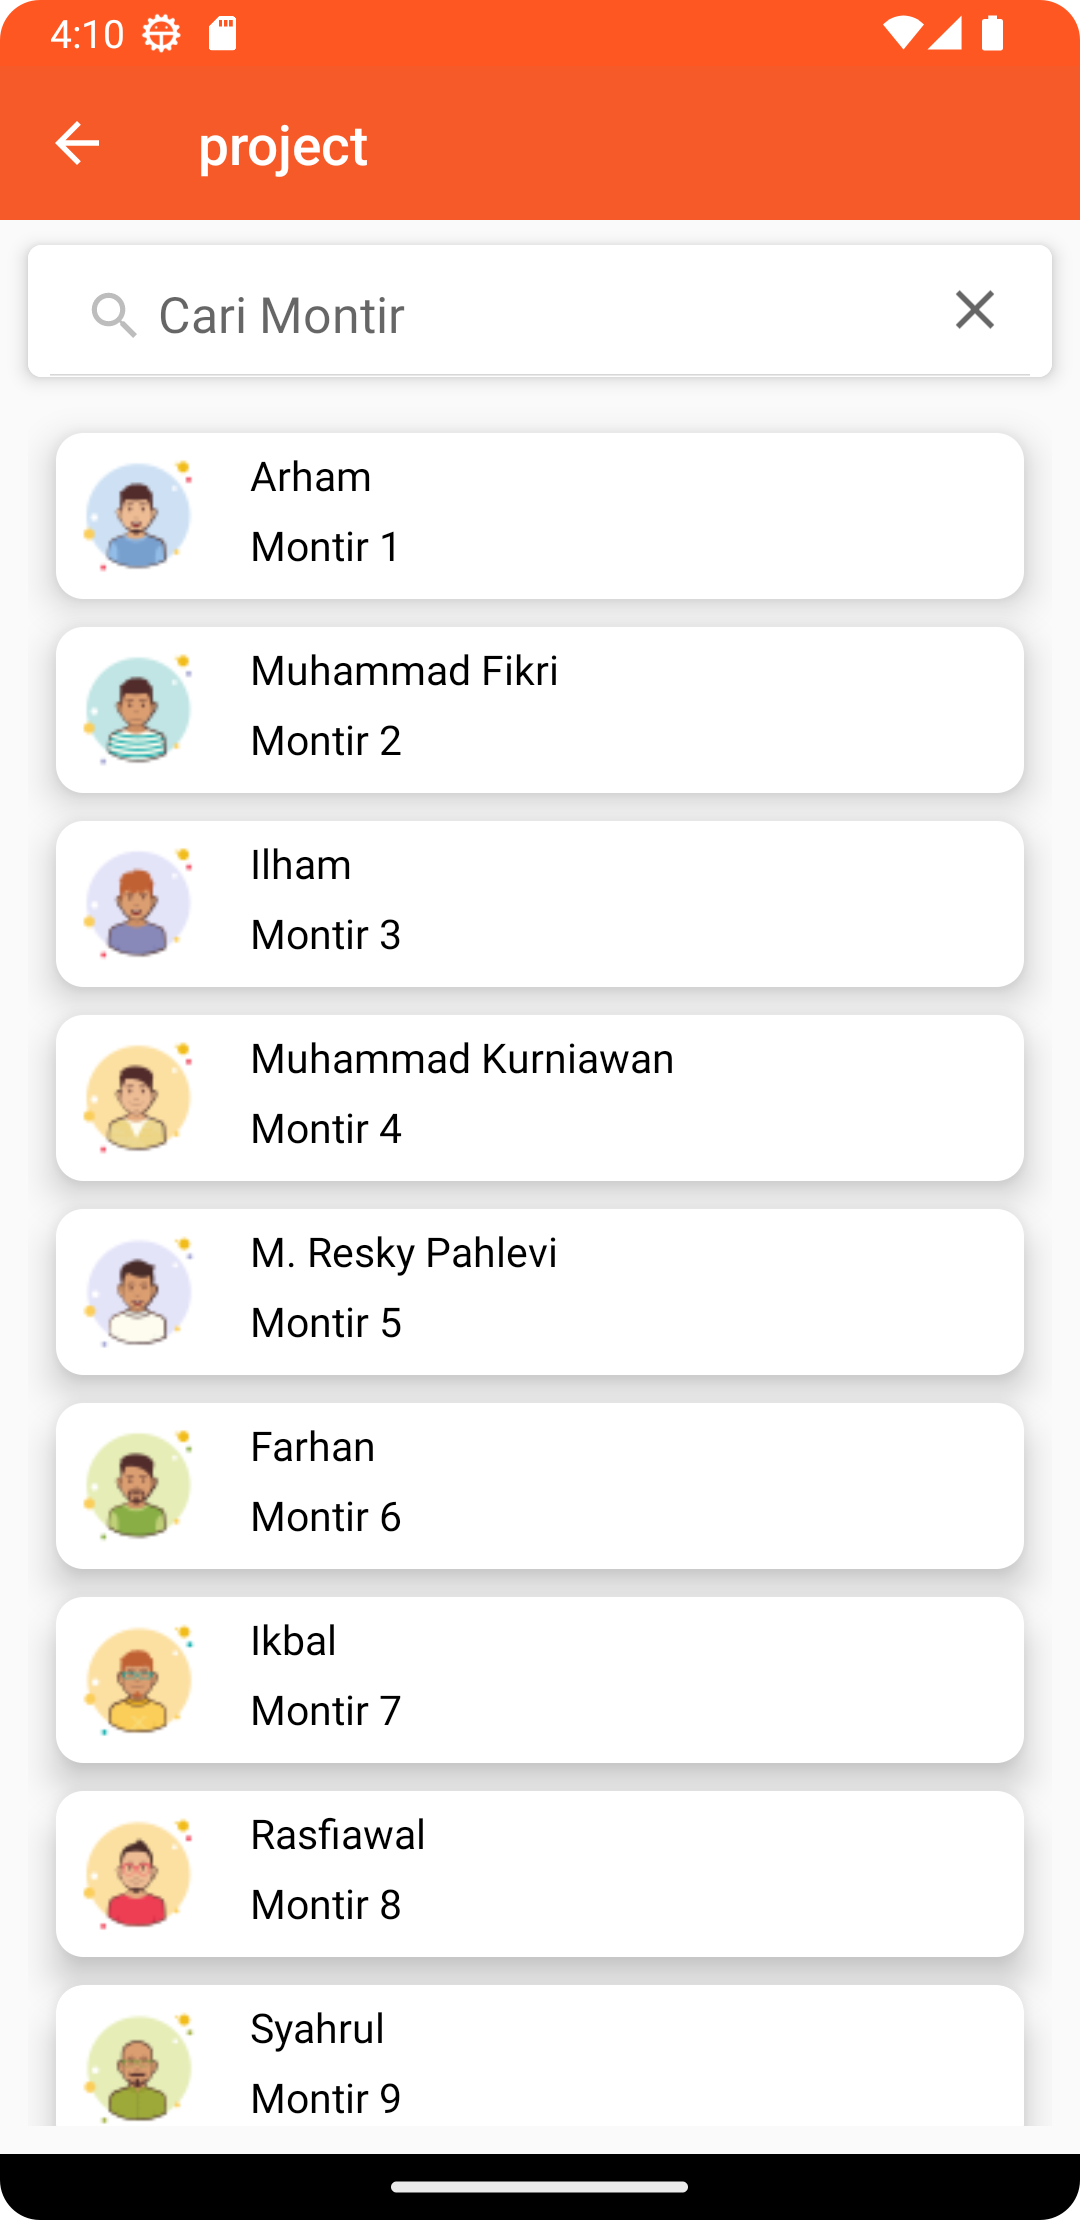 4:10
project
Cari Montir
Arham
Montir 1
Muhammad Fikri
Montir 2
Ilham
Montir 3
Muhammad Kurniawan
Montir 4
M. Resky Pahlevi
Montir 5
Farhan
Montir 6
Ikbal
Montir 7
Rasfiawal
Montir 8
Syahrul
Montir 9